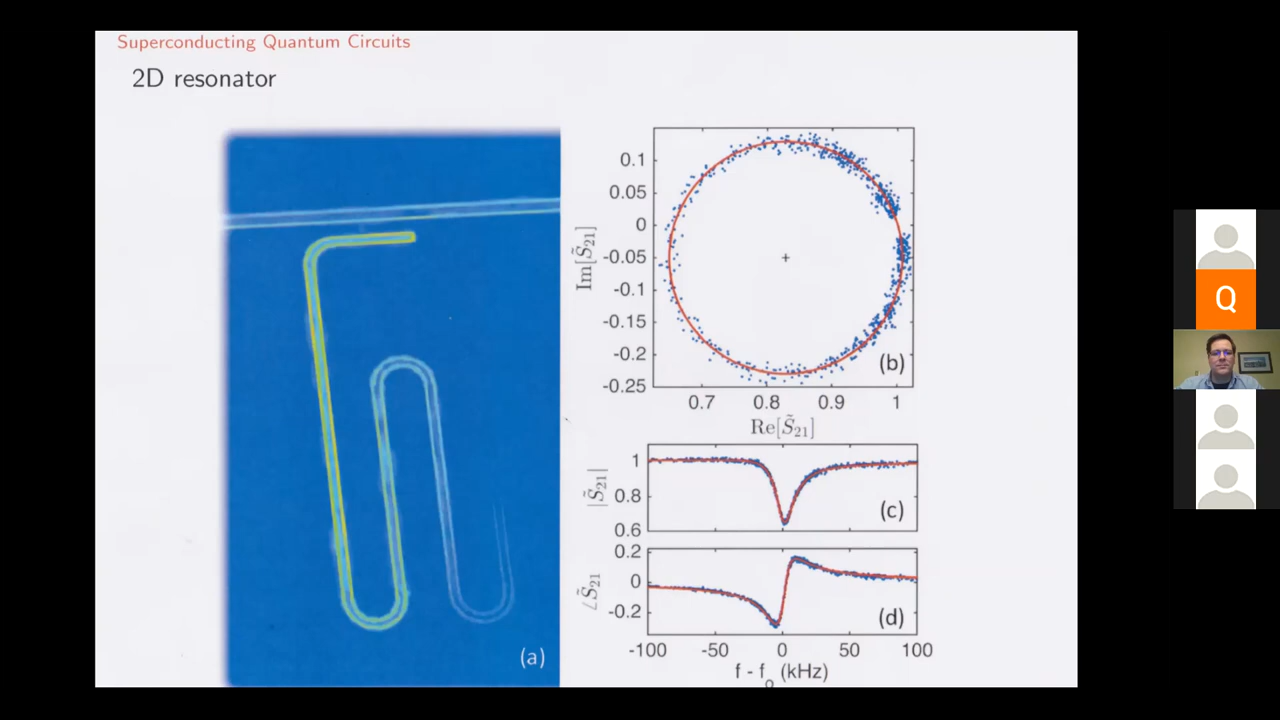 Superconducting Quantum Circuits
2D resonator
(a)
0.1
0.05
0
-0.05
-0.1
-0.15
-0.2
-0.25
Im[S̃21]
(b)
0.7 0.8 0.9 1
Re[S̃21]
1
0.8
0.6
|S̃21|
(c)
0.2
0
-0.2
∠S̃21
(d)
-100 -50 0 50 100
f - fo (kHz)
Q